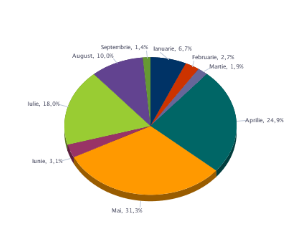 Septembrie, 1,4%
Ianuarie, 6,7%
August, 10,0%
Februarie, 2,7%
Martie, 1,9%
Iulie, 18,0%
Aprilie, 24,9%
Iunie, 3,1%
Mai, 31,3%